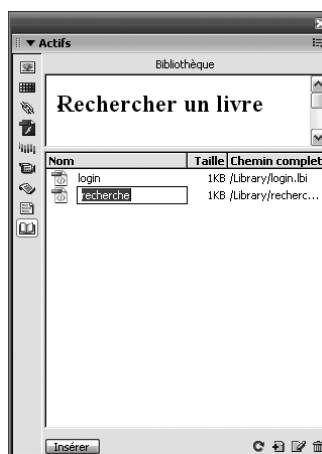 Actifs
Bibliothèque
Rechercher un livre
Nom Taille Chemin complet
login 1KB /Library/login.lbi
recherche 1KB /Library/recherc...
Insérer